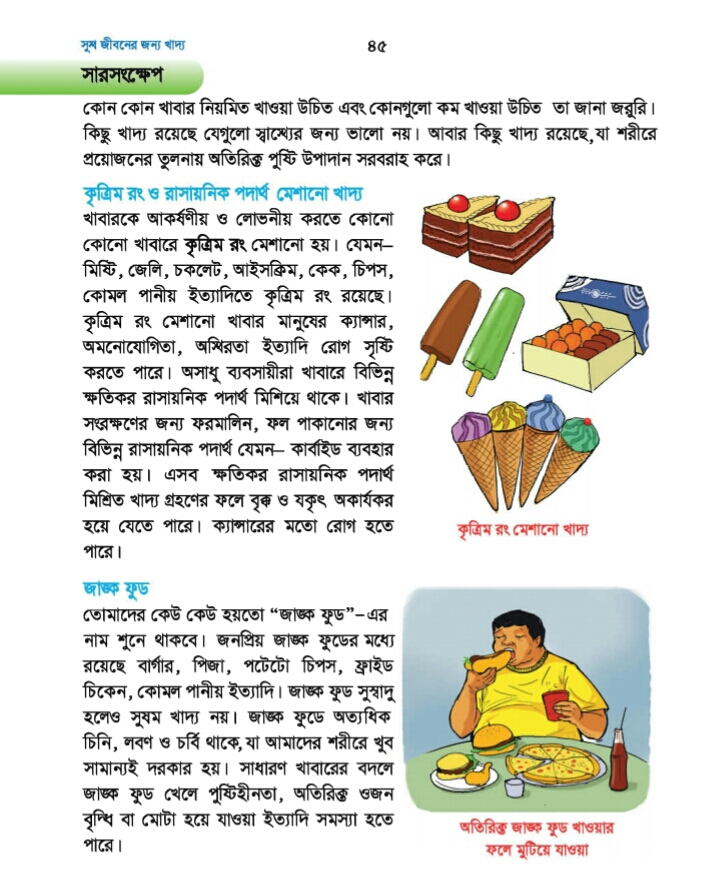 সুস্থ জীবনের জন্য খাদ্য
৪৫
সারসংক্ষেপ
কোন কোন খাবার নিয়মিত খাওয়া উচিত এবং কোনগুলো কম খাওয়া উচিত তা জানা জরুরি।
কিছু খাদ্য রয়েছে যেগুলো স্বাস্থ্যের জন্য ভালো নয়। আবার কিছু খাদ্য রয়েছে,যা শরীরে
প্রয়োজনের তুলনায় অতিরিক্ত পুষ্টি উপাদান সরবরাহ করে।
কৃত্রিম রং ও রাসায়নিক পদার্থ মেশানো খাদ্য
খাবারকে আকর্ষণীয় ও লোভনীয় করতে কোনো
কোনো খাবারে কৃত্রিম রং মেশানো হয়। যেমন–
মিষ্টি, জেলি, চকলেট, আইসক্রিম, কেক, চিপস,
কোমল পানীয় ইত্যাদিতে কৃত্রিম রং রয়েছে।
কৃত্রিম রং মেশানো খাবার মানুষের ক্যান্সার,
অমনোযোগিতা, অস্থিরতা ইত্যাদি রোগ সৃষ্টি
করতে পারে। অসাধু ব্যবসায়ীরা খাবারে বিভিন্ন
ক্ষতিকর রাসায়নিক পদার্থ মিশিয়ে থাকে। খাবার
সংরক্ষণের জন্য ফরমালিন, ফল পাকানোর জন্য
বিভিন্ন রাসায়নিক পদার্থ যেমন– কার্বাইড ব্যবহার
করা হয়। এসব ক্ষতিকর রাসায়নিক পদার্থ
মিশ্রিত খাদ্য গ্রহণের ফলে বৃক্ক ও যকৃৎ অকার্যকর
হয়ে যেতে পারে। ক্যান্সারের মতো রোগ হতে
পারে।
কৃত্রিম রং মেশানো খাদ্য
জাঙ্ক ফুড
তোমাদের কেউ কেউ হয়তো “জাঙ্ক ফুড”–এর
নাম শুনে থাকবে। জনপ্রিয় জাঙ্ক ফুডের মধ্যে
রয়েছে বার্গার, পিজা, পটেটো চিপস, ফ্রাইড
চিকেন, কোমল পানীয় ইত্যাদি। জাঙ্ক ফুড সুস্বাদু
হলেও সুষম খাদ্য নয়। জাঙ্ক ফুডে অত্যধিক
চিনি, লবণ ও চর্বি থাকে,যা আমাদের শরীরে খুব
সামান্যই দরকার হয়। সাধারণ খাবারের বদলে
জাঙ্ক ফুড খেলে পুষ্টিহীনতা, অতিরিক্ত ওজন
বৃদ্ধি বা মোটা হয়ে যাওয়া ইত্যাদি সমস্যা হতে
পারে।
অতিরিক্ত জাঙ্ক ফুড খাওয়ার
ফলে মুটিয়ে যাওয়া